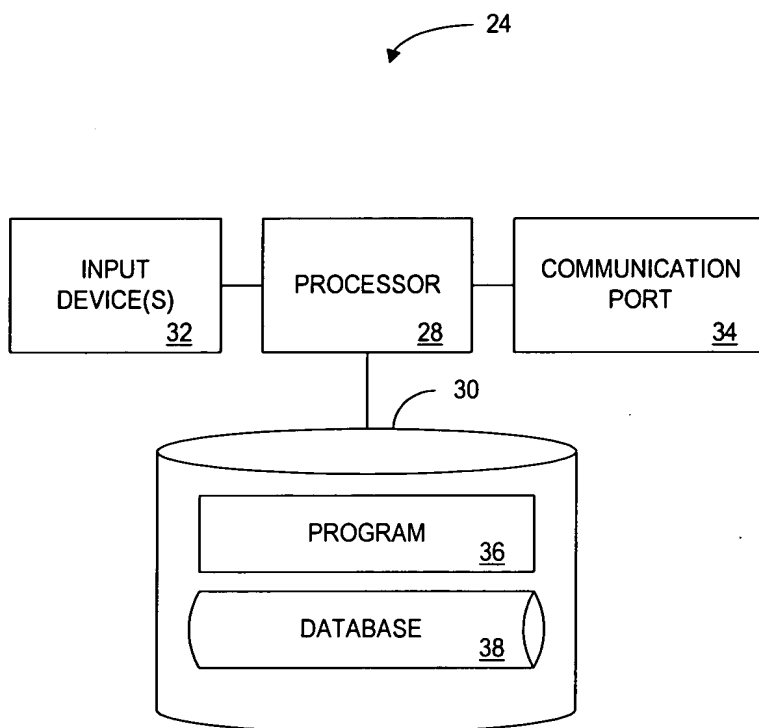 24
INPUT
DEVICE(S)
32
PROCESSOR
28
COMMUNICATION
PORT
34
30
PROGRAM
36
DATABASE
38